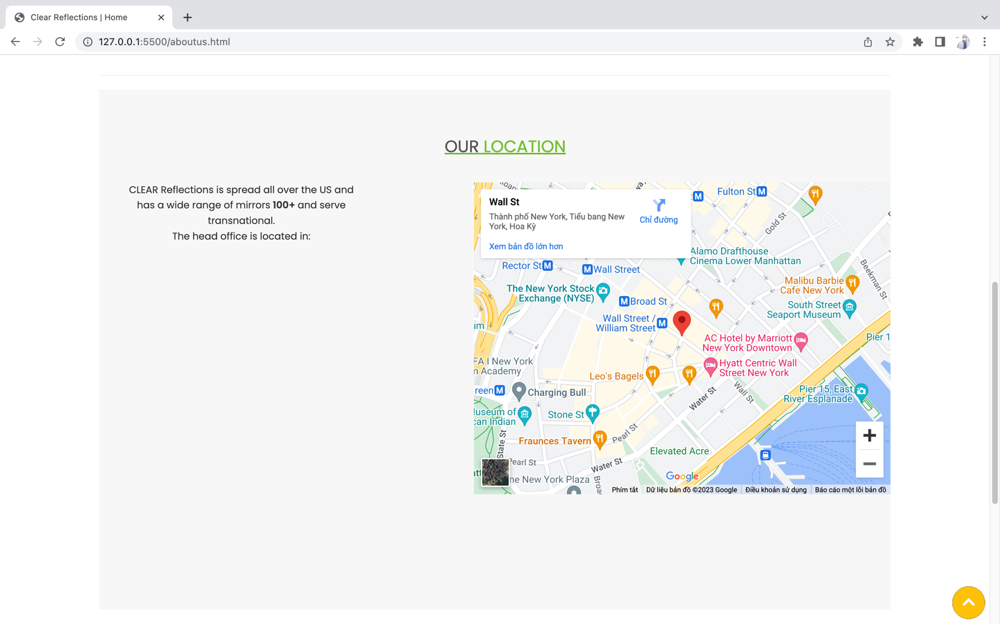 Clear Reflections | Home
127.0.0.1:5500/aboutus.html
OUR LOCATION
CLEAR Reflections is spread all over the US and
has a wide range of mirrors 100+ and serve
transnational.
The head office is located in:
Wall St
Thành phố New York, Tiểu bang New
York, Hoa Kỳ
Chỉ đường
Xem bản đồ lớn hơn
Fulton St M
M
Gold St
Alamo Drafthouse
Cinema Lower Manhattan
Rector St M
M Wall Street
Beekman St
Malibu Barbie
Cafe New York
The New York Stock
Exchange (NYSE)
M Broad St
South Street
Seaport Museum
Wall Street /
William Street M
um
Pier 1
AC Hotel by Marriott
New York Downtown
FA I New York
n Academy
Hyatt Centric Wall
Street New York
Leo's Bagels
reen M
Charging Bull
Water St
Wall St
Pier 15, East
River Esplanade
Museum of
can Indian
Stone St
Fraunces Tavern
Pearl St
State St
Elevated Acre
Pearl St
Water St
ne New York Plaza
Broad
Google
Phím tắt
Dữ liệu bản đồ ©2023 Google
Điều khoản sử dụng
Báo cáo một lỗi bản đồ